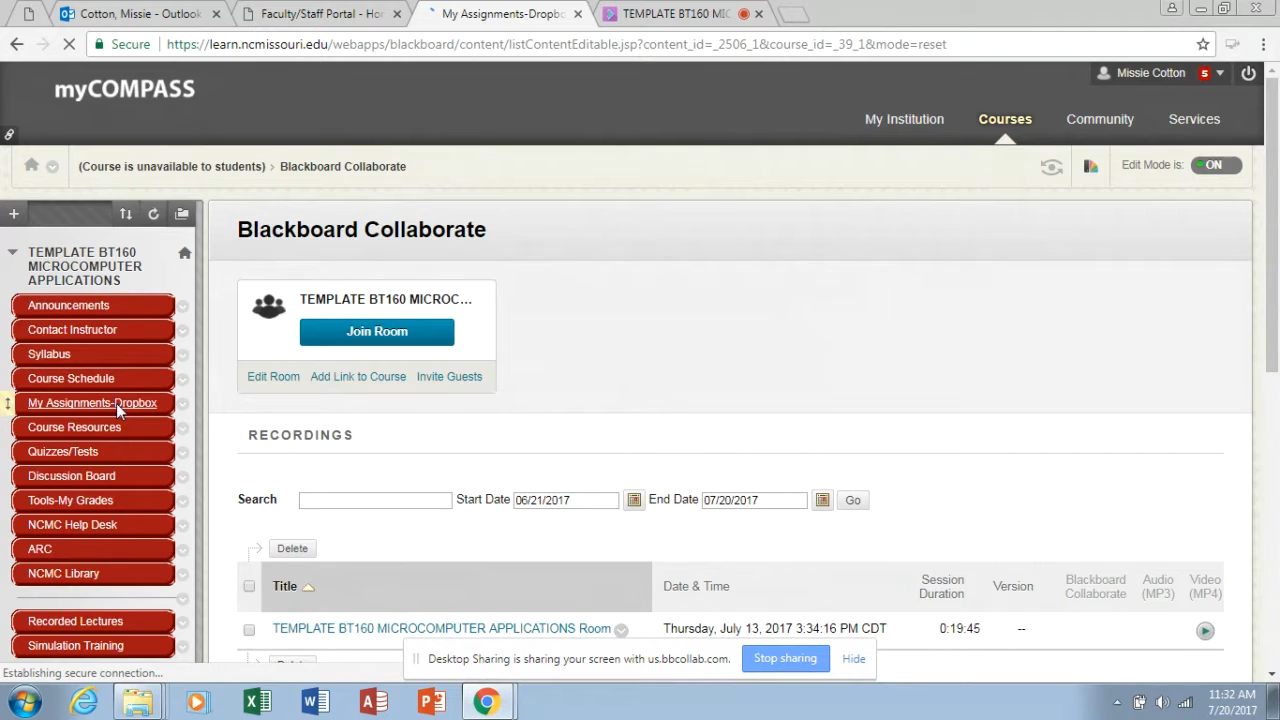 Cotton, Missie - Outlook
Faculty/Staff Portal - Hor
My Assignments-Dropbo
TEMPLATE BT160 MIC
Secure
https://learn.ncmissouri.edu/webapps/blackboard/content/listContentEditable.jsp?content_id=_2506_1&course_id=_39_1&mode=reset
myCOMPASS
Missie Cotton
5
My Institution
Courses
Community
Services
(Course is unavailable to students) > Blackboard Collaborate
Edit Mode is:
ON
TEMPLATE BT160
MICROCOMPUTER
APPLICATIONS
Announcements
Contact Instructor
Syllabus
Course Schedule
My Assignments-Dropbox
Course Resources
Quizzes/Tests
Discussion Board
Tools-My Grades
NCMC Help Desk
ARC
NCMC Library
Recorded Lectures
Simulation Training
Blackboard Collaborate
TEMPLATE BT160 MICROC...
Join Room
Edit Room
Add Link to Course
Invite Guests
RECORDINGS
Search
Start Date
06/21/2017
End Date
07/20/2017
Go
Delete
Title
Date & Time
Session
Duration
Version
Blackboard
Collaborate
Audio
(MP3)
Video
(MP4)
TEMPLATE BT160 MICROCOMPUTER APPLICATIONS Room
Thursday, July 13, 2017 3:34:16 PM CDT
0:19:45
--
Desktop Sharing is sharing your screen with us.bbcollab.com.
Stop sharing
Hide
Establishing secure connection...
11:32 AM
7/20/2017